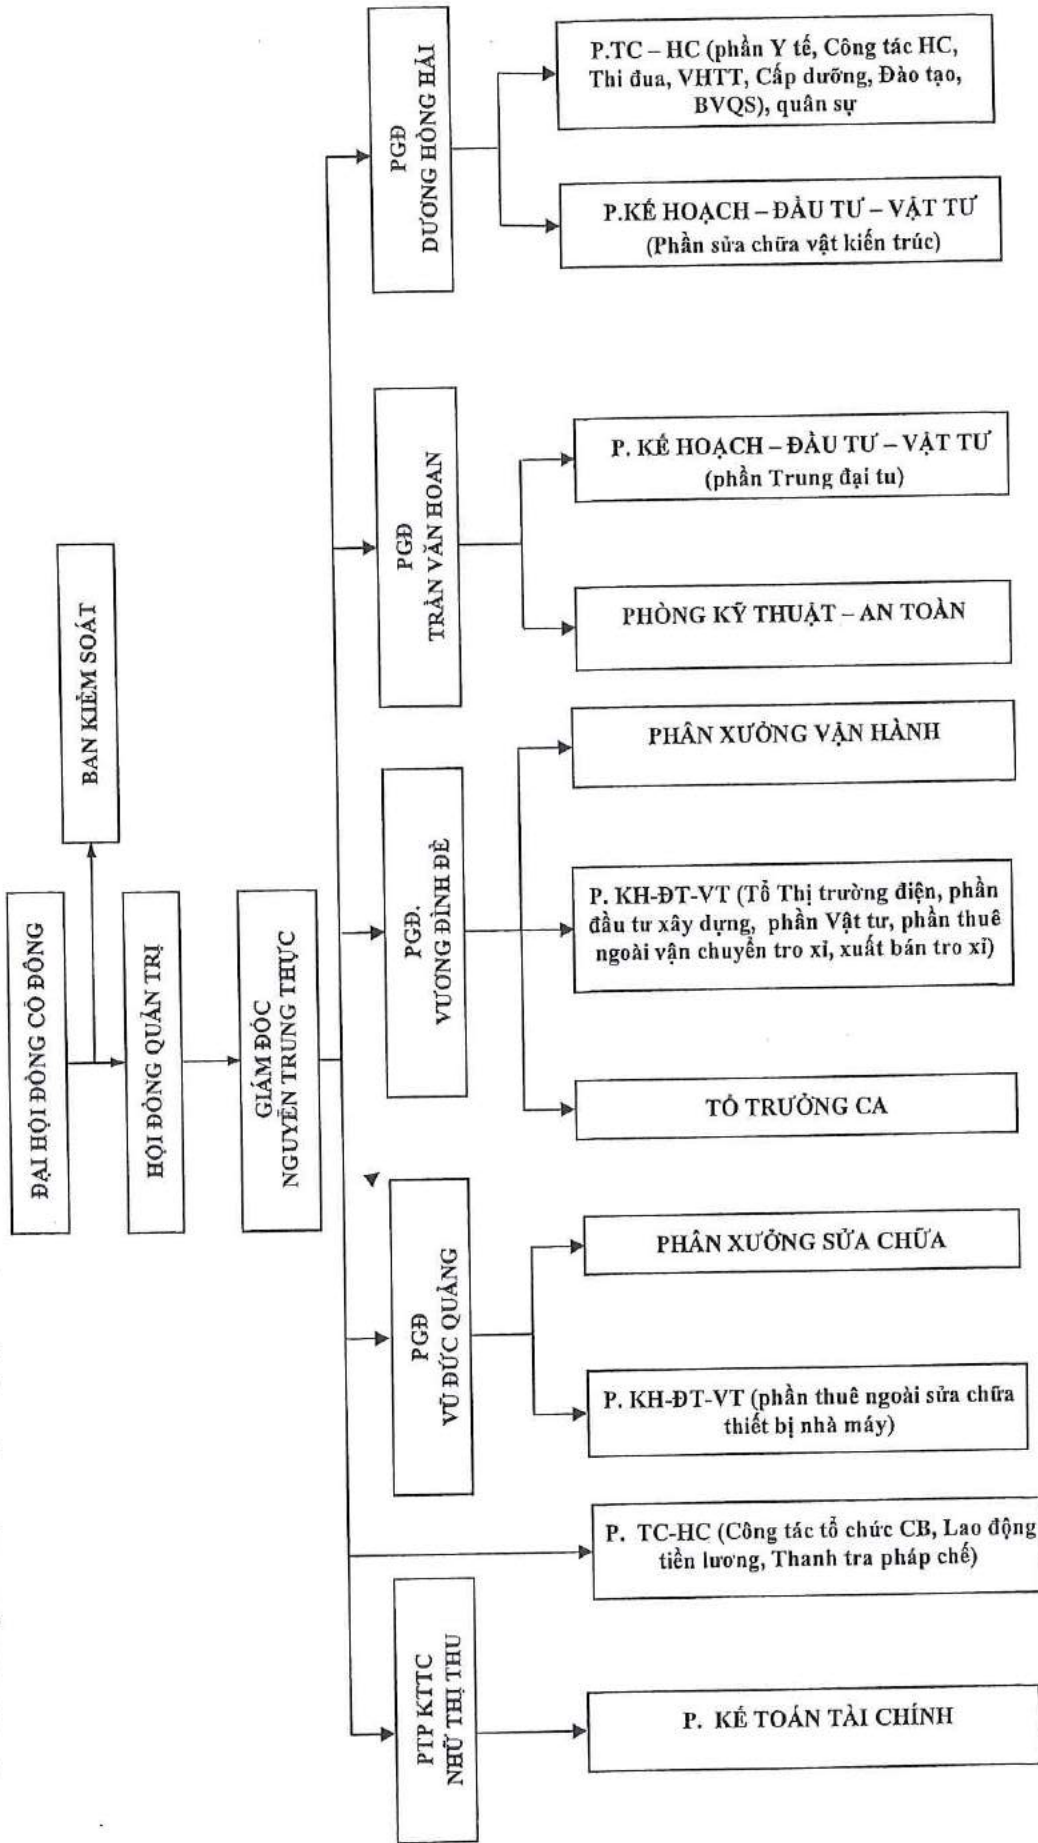 ĐẠI HỘI ĐỒNG CỔ ĐÔNG
BAN KIỂM SOÁT
HỘI ĐỒNG QUẢN TRỊ
GIÁM ĐỐC
NGUYỄN TRUNG THỰC
PTP KTTC
NHỮ THỊ THU
PGĐ
VŨ ĐỨC QUẢNG
PGĐ.
VƯƠNG ĐÌNH ĐỀ
PGĐ
TRẦN VĂN HOAN
PGĐ
DƯƠNG HỒNG HẢI
P. KẾ TOÁN TÀI CHÍNH
P. TC-HC (Công tác tổ chức CB, Lao động
tiền lương, Thanh tra pháp chế)
P. KH-ĐT-VT (phần thuê ngoài sửa chữa
thiết bị nhà máy)
PHÂN XƯỞNG SỬA CHỮA
TỔ TRƯỞNG CA
P. KH-ĐT-VT (Tổ Thị trường điện, phần
đầu tư xây dựng, phần Vật tư, phần thuê
ngoài vận chuyển tro xỉ, xuất bán tro xỉ)
PHÂN XƯỞNG VẬN HÀNH
PHÒNG KỸ THUẬT – AN TOÀN
P. KẾ HOẠCH – ĐẦU TƯ – VẬT TƯ
(phần Trung đại tu)
P.KẾ HOẠCH – ĐẦU TƯ – VẬT TƯ
(Phần sửa chữa vật kiến trúc)
P.TC – HC (phần Y tế, Công tác HC,
Thi đua, VHTT, Cấp dưỡng, Đào tạo,
BVQS), quân sự